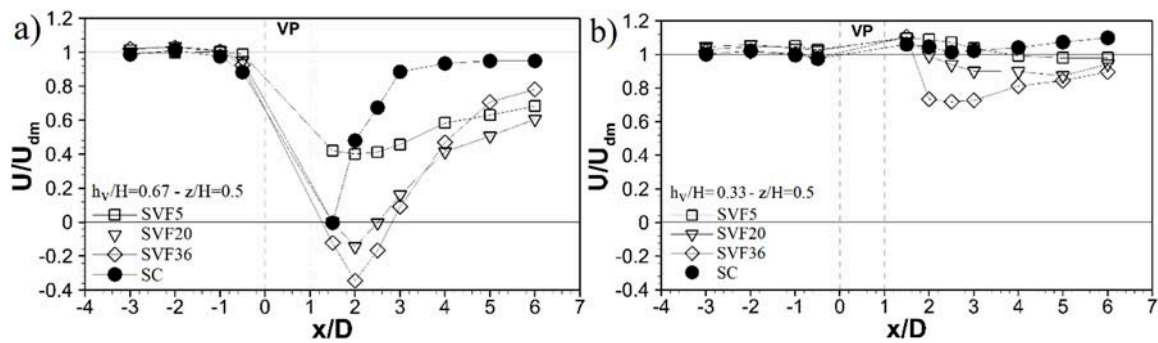 a)
VP
1.2
1
0.8
0.6
0.4
0.2
0
-0.2
-0.4
U/U_dm
h_v/H=0.67 - z/H=0.5
SVF5
SVF20
SVF36
SC
-4 -3 -2 -1 0 1 2 3 4 5 6 7
x/D
b)
VP
1.2
1
0.8
0.6
0.4
0.2
0
-0.2
-0.4
U/U_dm
h_v/H=0.33 - z/H=0.5
SVF5
SVF20
SVF36
SC
-4 -3 -2 -1 0 1 2 3 4 5 6 7
x/D